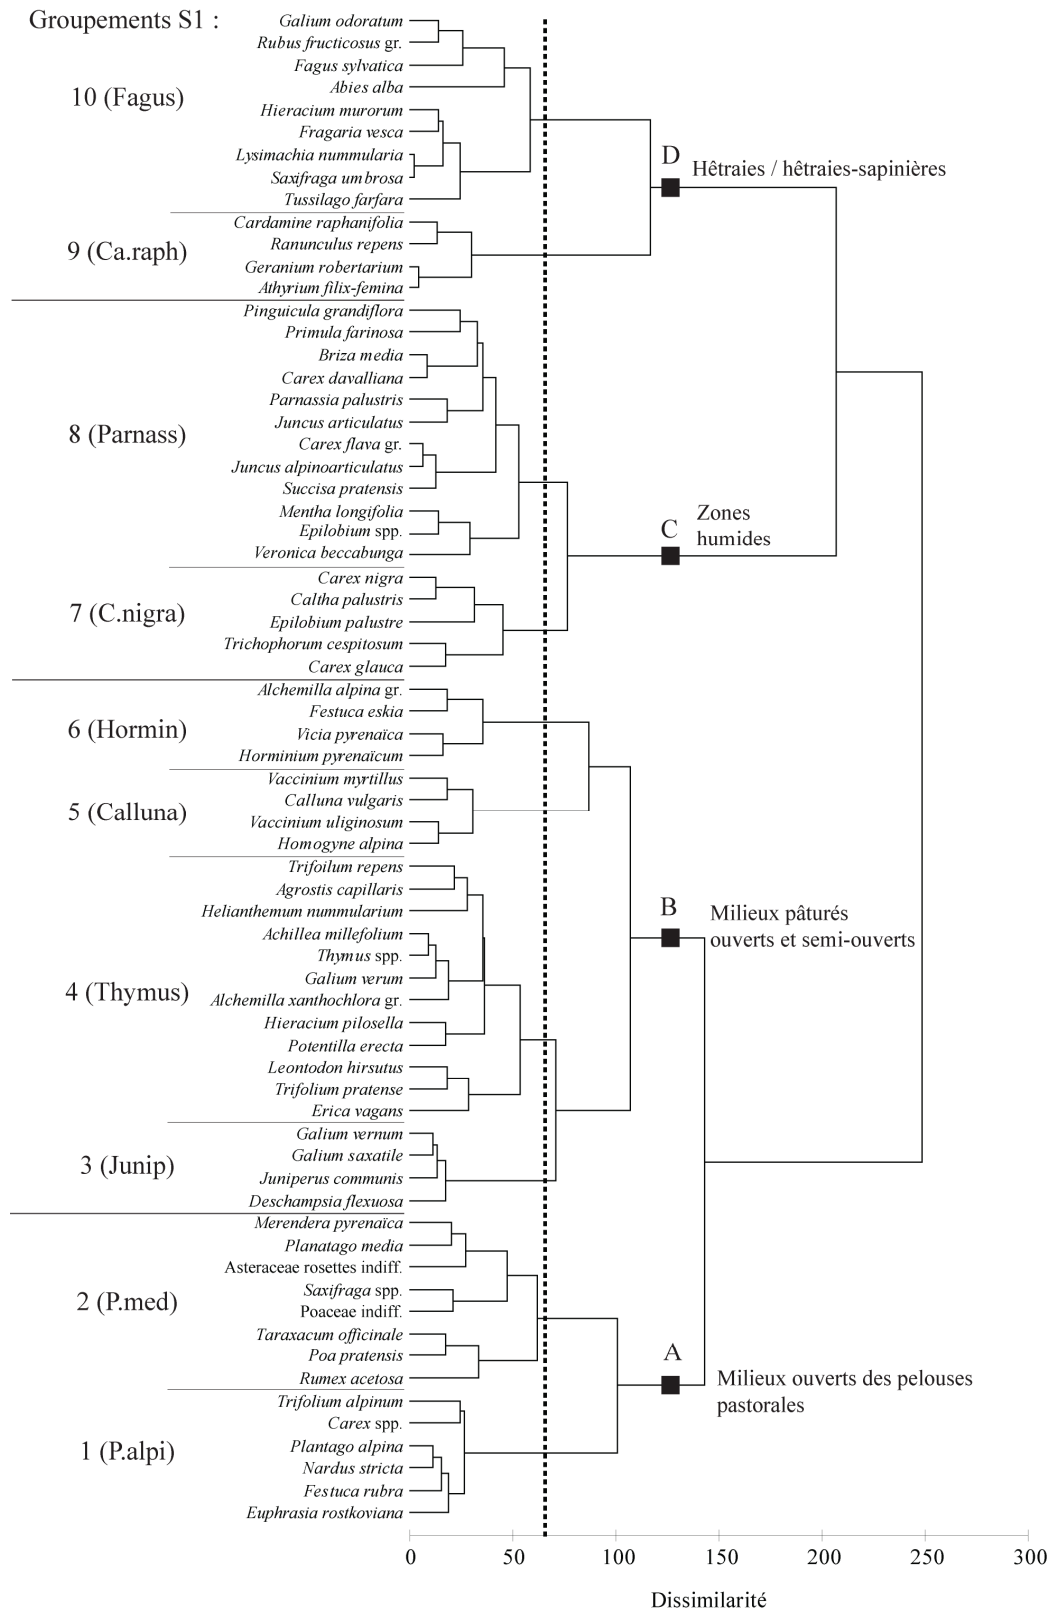 Groupements S1 :
Galium odoratum
Rubus fructicosus gr.
Fagus sylvatica
Abies alba
10 (Fagus)
Hieracium murorum
Fragaria vesca
Lysimachia nummularia
Saxifraga umbrosa
Tussilago farfara
D
Hêtraies / hêtraies-sapinières
Cardamine raphanifolia
Ranunculus repens
9 (Ca.raph)
Geranium robertarium
Athyrium filix-femina
Pinguicula grandiflora
Primula farinosa
Briza media
Carex davalliana
Parnassia palustris
Juncus articulatus
8 (Parnass)
Carex flava gr.
Juncus alpinoarticulatus
Succisa pratensis
Mentha longifolia
Epilobium spp.
Veronica beccabunga
C
Zones
humides
Carex nigra
Caltha palustris
7 (C.nigra)
Epilobium palustre
Trichophorum cespitosum
Carex glauca
Alchemilla alpina gr.
Festuca eskia
6 (Hormin)
Vicia pyrenaïca
Horminium pyrenaïcum
Vaccinium myrtillus
Calluna vulgaris
5 (Calluna)
Vaccinium uliginosum
Homogyne alpina
Trifoilum repens
Agrostis capillaris
Helianthemum nummularium
Achillea millefolium
Thymus spp.
Galium verum
4 (Thymus)
Alchemilla xanthochlora gr.
Hieracium pilosella
Potentilla erecta
Leontodon hirsutus
Trifolium pratense
Erica vagans
B
Milieux pâturés
ouverts et semi-ouverts
Galium vernum
Galium saxatile
3 (Junip)
Juniperus communis
Deschampsia flexuosa
Merendera pyrenaïca
Planatago media
Asteraceae rosettes indiff.
Saxifraga spp.
2 (P.med)
Poaceae indiff.
Taraxacum officinale
Poa pratensis
Rumex acetosa
A
Milieux ouverts des pelouses
pastorales
Trifolium alpinum
Carex spp.
Plantago alpina
1 (P.alpi)
Nardus stricta
Festuca rubra
Euphrasia rostkoviana
0 50 100 150 200 250 300
Dissimilarité